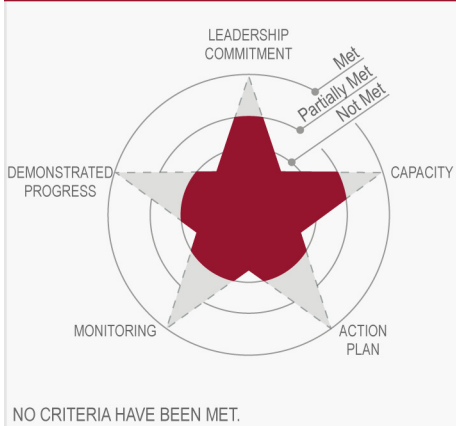 LEADERSHIP
COMMITMENT
Met
Partially Met
Not Met
DEMONSTRATED
PROGRESS
CAPACITY
MONITORING
ACTION
PLAN
NO CRITERIA HAVE BEEN MET.